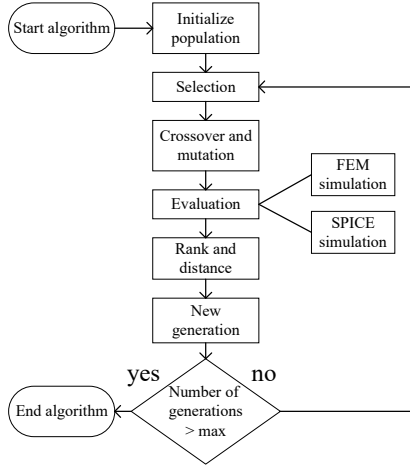 Start algorithm
Initialize
population
Selection
Crossover and
mutation
Evaluation
FEM
simulation
SPICE
simulation
Rank and
distance
New
generation
yes
no
Number of
generations
> max
End algorithm